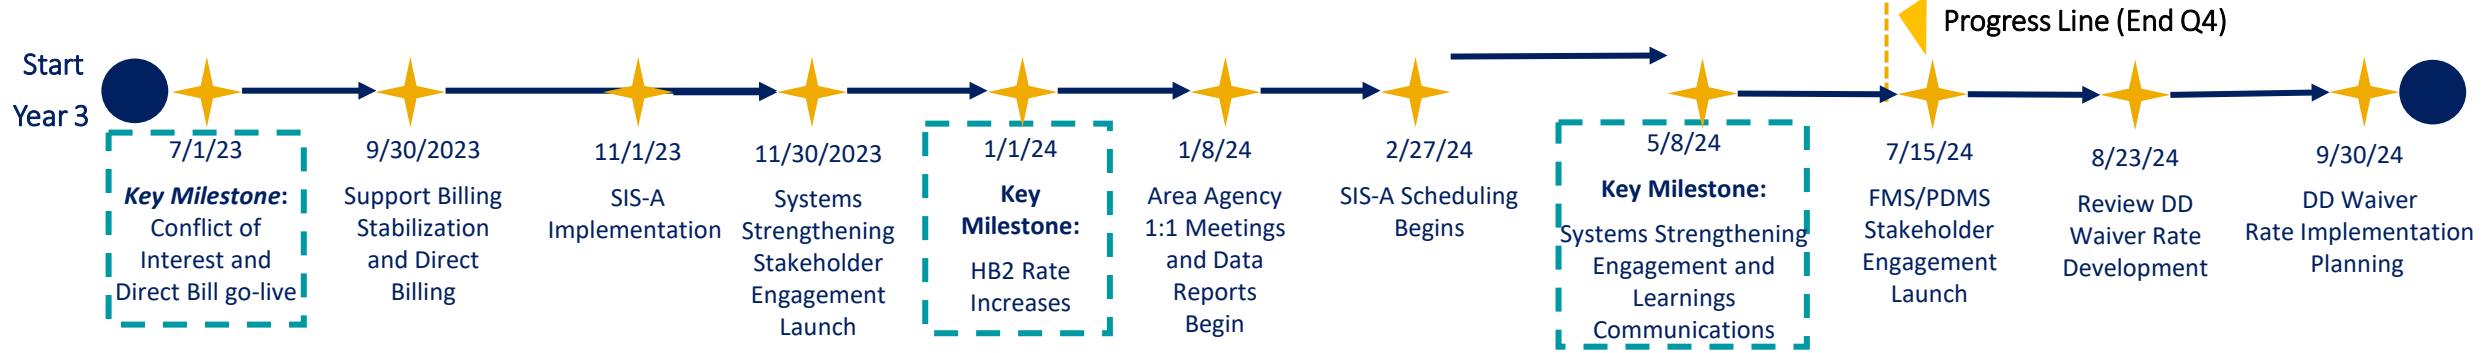 Start
Year 3
Progress Line (End Q4)
7/1/23
Key Milestone:
Conflict of
Interest and
Direct Bill go-live
9/30/2023
Support Billing
Stabilization
and Direct
Billing
11/1/23
SIS-A
Implementation
11/30/2023
Systems
Strengthening
Stakeholder
Engagement
Launch
1/1/24
Key
Milestone:
HB2 Rate
Increases
1/8/24
Area Agency
1:1 Meetings
and Data
Reports
Begin
2/27/24
SIS-A Scheduling
Begins
5/8/24
Key Milestone:
Systems Strengthening
Engagement and
Learnings
Communications
7/15/24
FMS/PDMS
Stakeholder
Engagement
Launch
8/23/24
Review DD
Waiver Rate
Development
9/30/24
DD Waiver
Rate Implementation
Planning